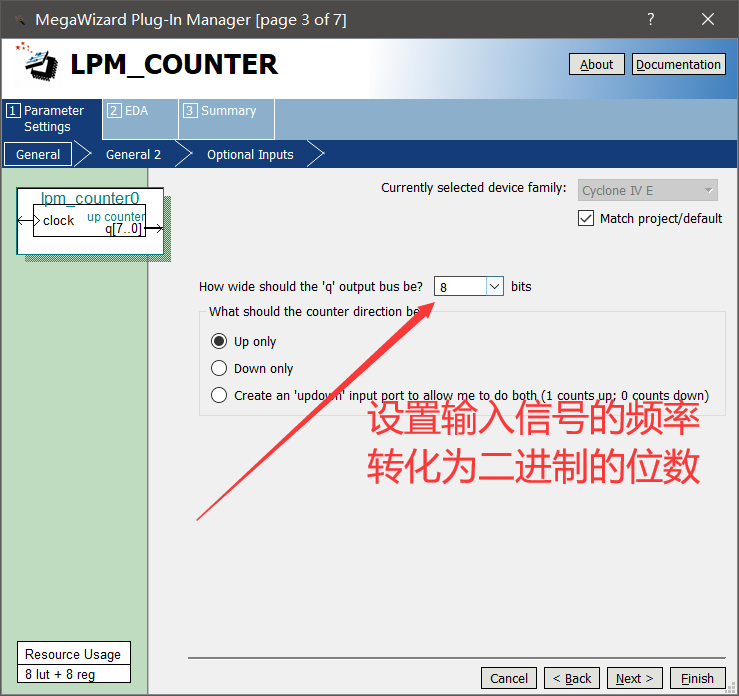 MegaWizard Plug-In Manager [page 3 of 7]
?
LPM_COUNTER
About
Documentation
1 Parameter Settings
2 EDA
3 Summary
General
General 2
Optional Inputs
lpm_counter0
up counter
clock
q[7..0]
Currently selected device family:
Cyclone IV E
Match project/default
How wide should the 'q' output bus be?
8
bits
What should the counter direction be
Up only
Down only
Create an 'updown' input port to allow me to do both (1 counts up; 0 counts down)
设置输入信号的频率
转化为二进制的位数
Resource Usage
8 lut + 8 reg
Cancel
< Back
Next >
Finish